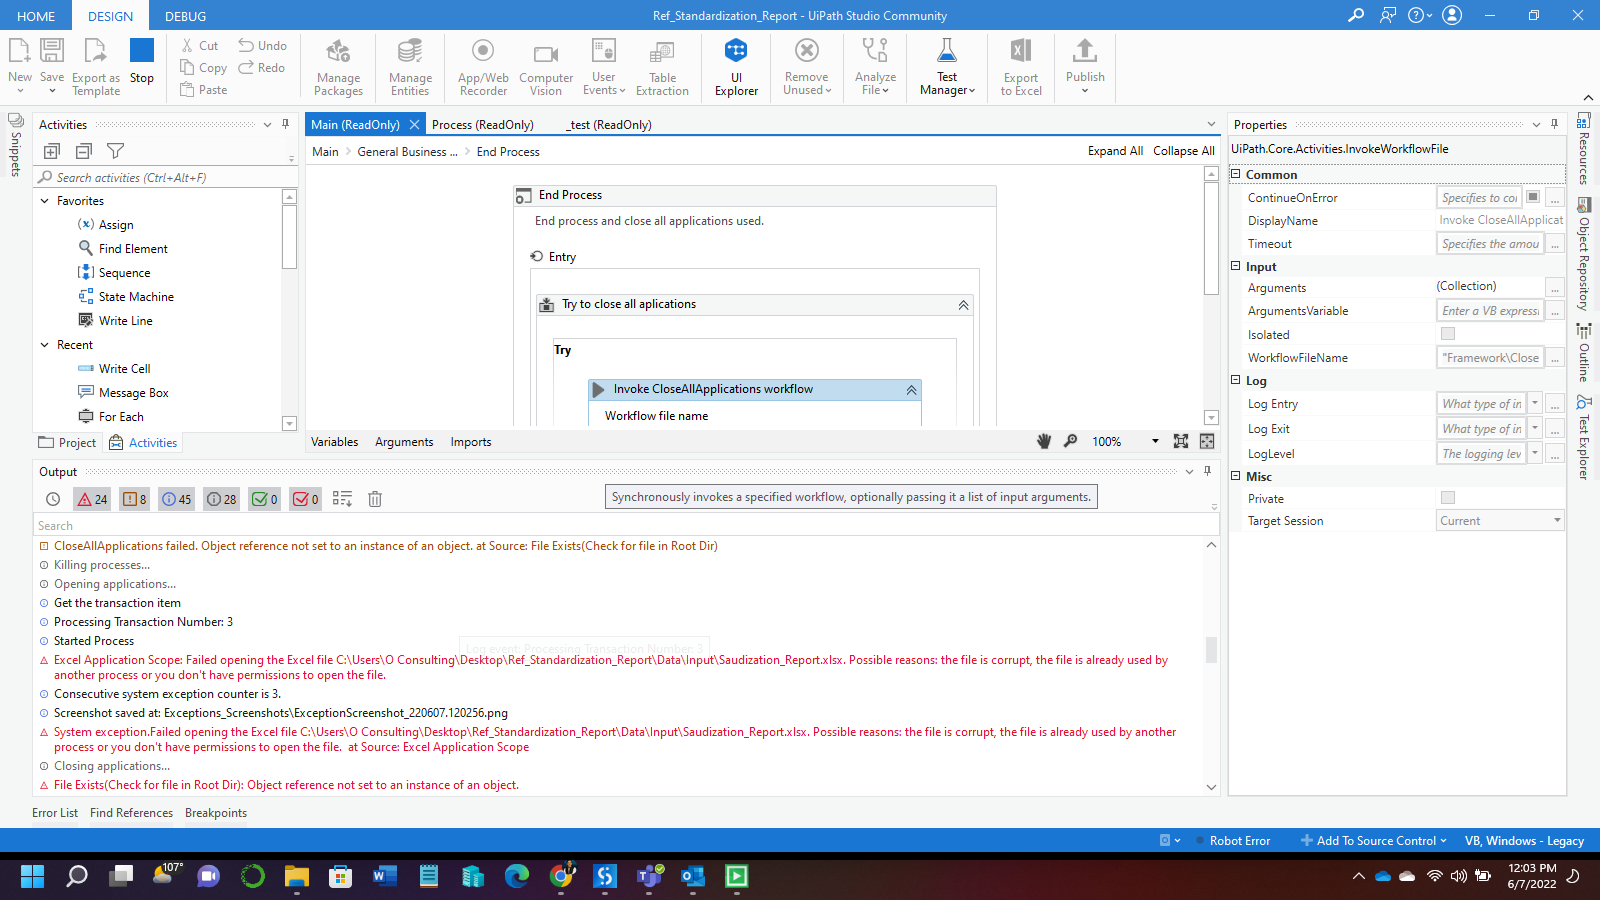 HOME DESIGN DEBUG Ref_Standardization_Report - UiPath Studio Community
New Save Export as Template Stop Cut Copy Paste Undo Redo Manage Packages Manage Entities App/Web Recorder Computer Vision User Events Table Extraction UI Explorer Remove Unused Analyze File Test Manager Export to Excel Publish
Snippets
Activities
Search activities (Ctrl+Alt+F)
Favorites
Assign
Find Element
Sequence
State Machine
Write Line
Recent
Write Cell
Message Box
For Each
Project Activities
Main (ReadOnly) Process (ReadOnly) _test (ReadOnly)
Main General Business ... End Process Expand All Collapse All
End Process
End process and close all applications used.
Entry
Try to close all aplications
Try
Invoke CloseAllApplications workflow
Workflow file name
Variables Arguments Imports 100%
Output
24 8 45 28 0 0
Synchronously invokes a specified workflow, optionally passing it a list of input arguments.
Search
CloseAllApplications failed. Object reference not set to an instance of an object. at Source: File Exists(Check for file in Root Dir)
Killing processes...
Opening applications...
Get the transaction item
Processing Transaction Number: 3
Started Process
Log event: Processing Transaction Number: 3
Excel Application Scope: Failed opening the Excel file C:\Users\O Consulting\Desktop\Ref_Standardization_Report\Data\Input\Saudization_Report.xlsx. Possible reasons: the file is corrupt, the file is already used by
another process or you don't have permissions to open the file.
Consecutive system exception counter is 3.
Screenshot saved at: Exceptions_Screenshots\ExceptionScreenshot_220607.120256.png
System exception.Failed opening the Excel file C:\Users\O Consulting\Desktop\Ref_Standardization_Report\Data\Input\Saudization_Report.xlsx. Possible reasons: the file is corrupt, the file is already used by another
process or you don't have permissions to open the file. at Source: Excel Application Scope
Closing applications...
File Exists(Check for file in Root Dir): Object reference not set to an instance of an object.
Error List Find References Breakpoints
Properties
UiPath.Core.Activities.InvokeWorkflowFile
Common
ContinueOnError Specifies to co ...
DisplayName Invoke CloseAllApplicat
Timeout Specifies the amou ...
Input
Arguments (Collection) ...
ArgumentsVariable Enter a VB express ...
Isolated
WorkflowFileName "Framework\Close ...
Log
Log Entry What type of in ...
Log Exit What type of in ...
LogLevel The logging lev ...
Misc
Private
Target Session Current
Resources
Object Repository
Outline
Test Explorer
Robot Error Add To Source Control VB, Windows - Legacy
107°
12:03 PM
6/7/2022